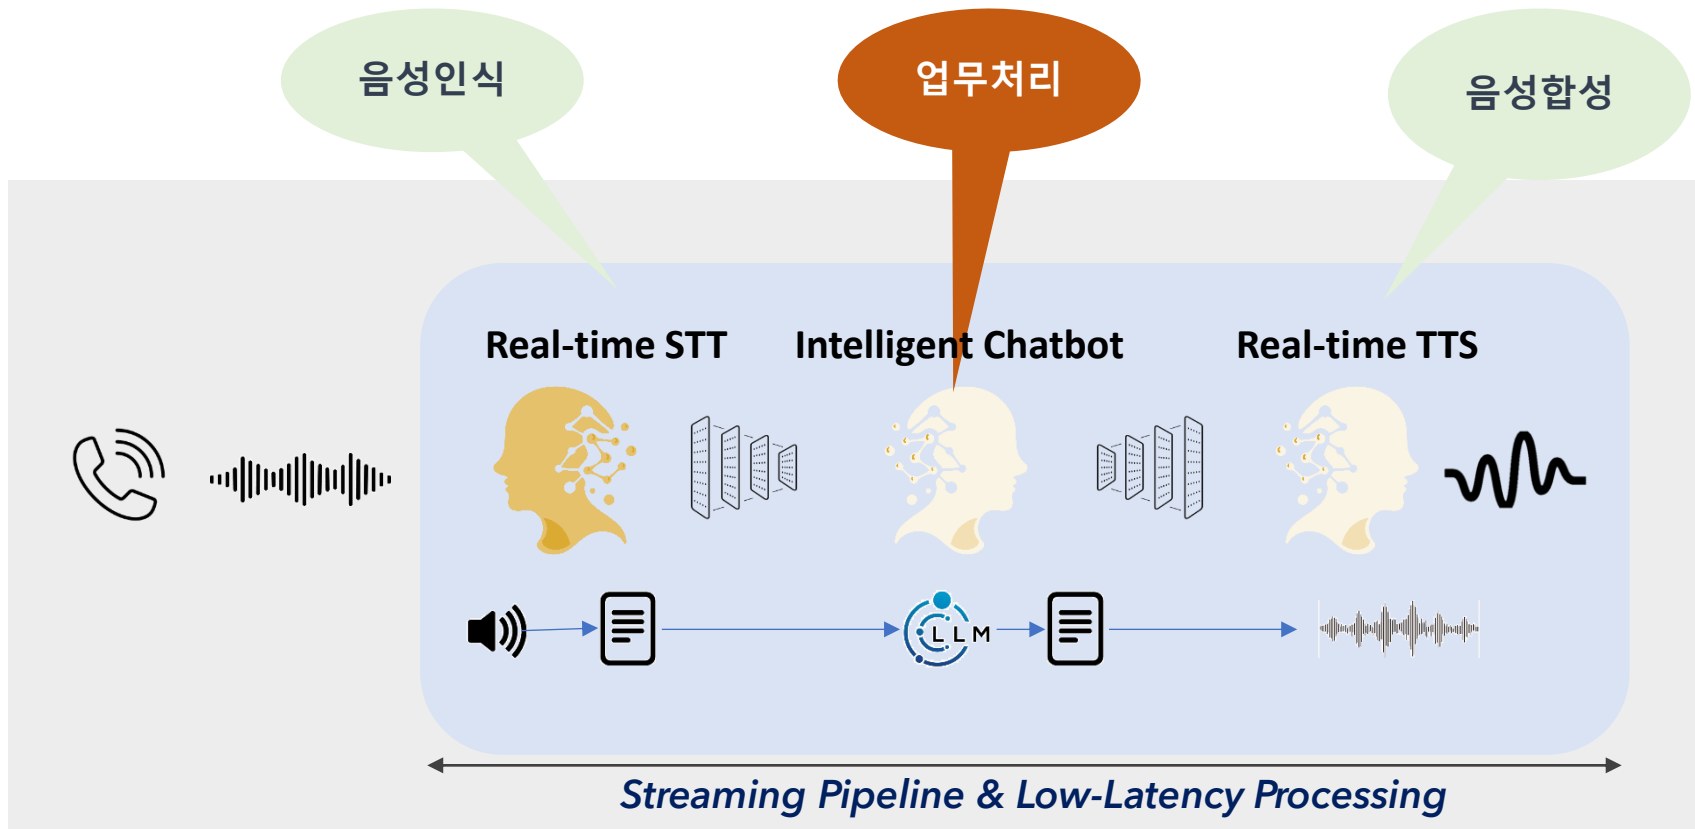 음성인식
업무처리
음성합성
Real-time STT
Intelligent Chatbot
Real-time TTS
LLM
Streaming Pipeline & Low-Latency Processing